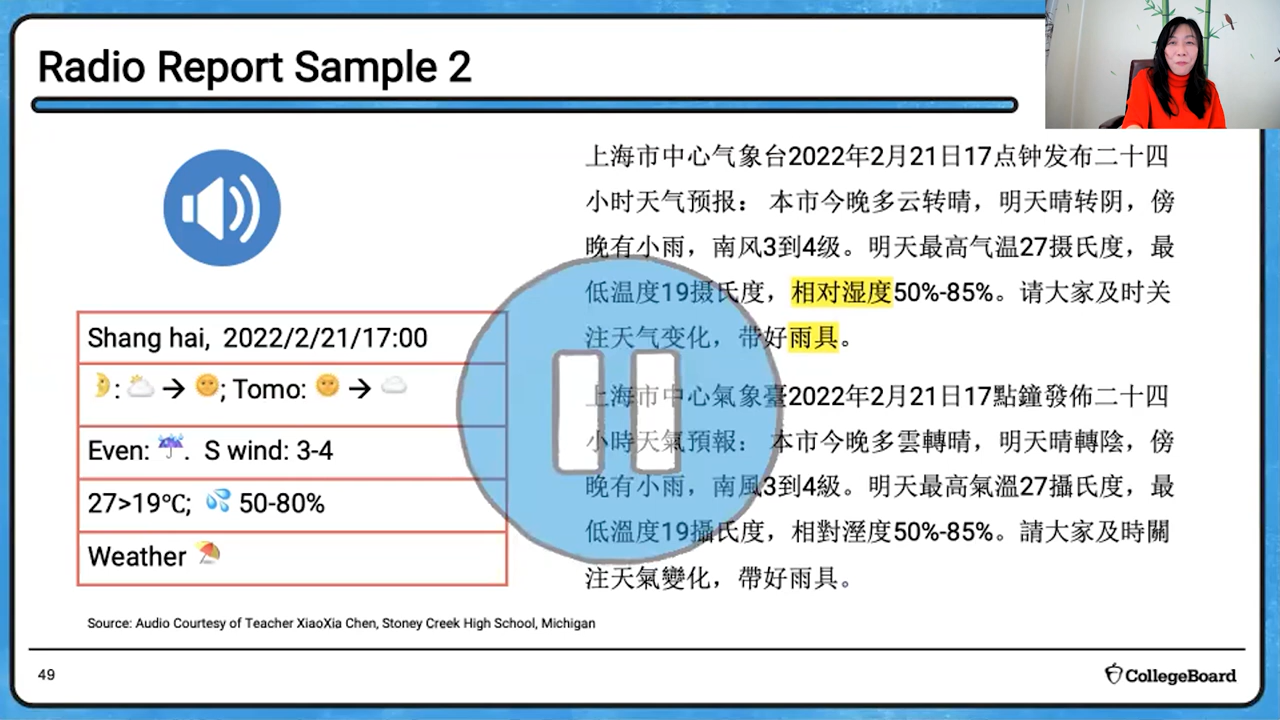 Radio Report Sample 2
上海市中心气象台2022年2月21日17点钟发布二十四
小时天气预报： 本市今晚多云转晴，明天晴转阴，傍
晚有小雨，南风3到4级。明天最高气温27摄氏度，最
低温度19摄氏度，相对湿度50%-85%。请大家及时关
注天气变化，带好雨具。
上海市中心氣象臺2022年2月21日17點鐘發佈二十四
小時天氣預報： 本市今晚多雲轉晴，明天晴轉陰，傍
晚有小雨，南風3到4級。明天最高氣溫27攝氏度，最
低溫度19攝氏度，相對溼度50%-85%。請大家及時關
注天氣變化，帶好雨具。
Shang hai, 2022/2/21/17:00
🌛: ⛅ → 🌞; Tomo: 🌞 → ☁️
Even: ☔. S wind: 3-4
27>19℃; 💦 50-80%
Weather ⛱
Source: Audio Courtesy of Teacher XiaoXia Chen, Stoney Creek High School, Michigan
49
CollegeBoard